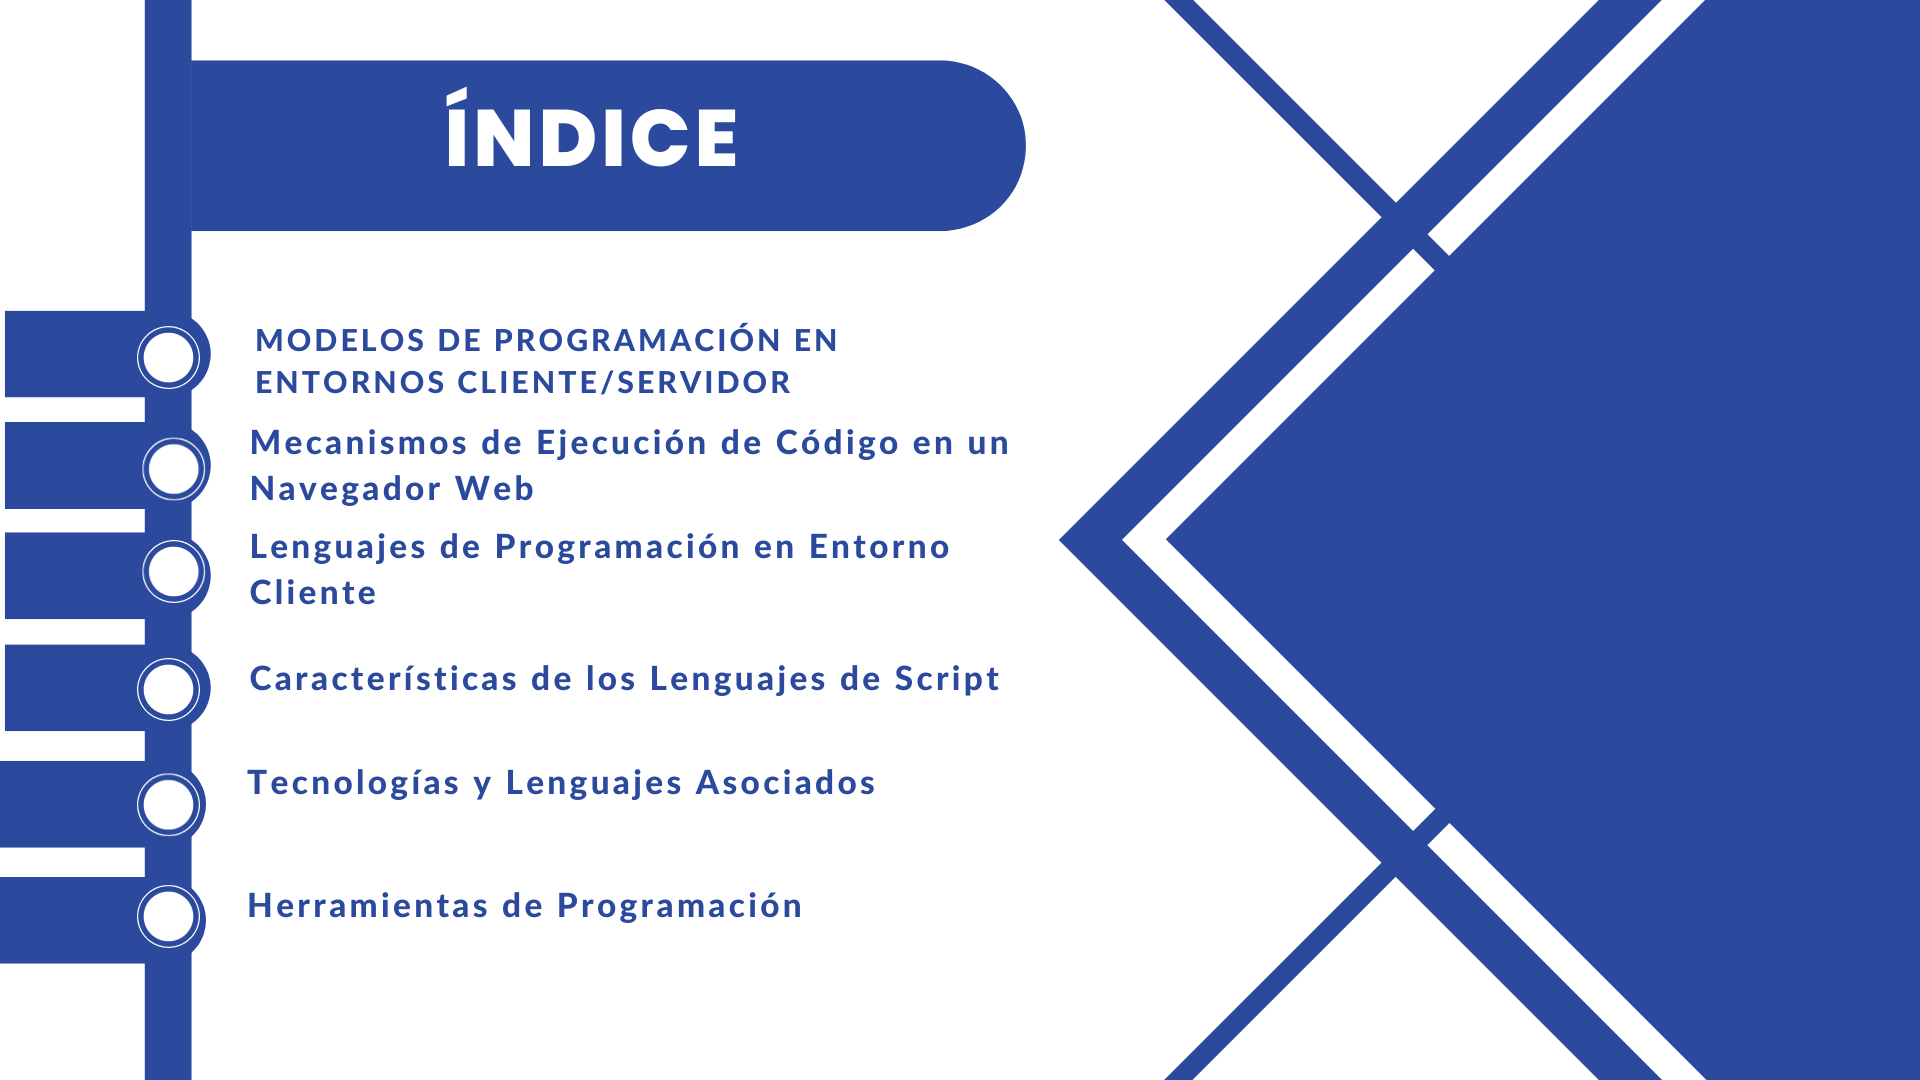 ÍNDICE
MODELOS DE PROGRAMACIÓN EN
ENTORNOS CLIENTE/SERVIDOR
Mecanismos de Ejecución de Código en un
Navegador Web
Lenguajes de Programación en Entorno
Cliente
Características de los Lenguajes de Script
Tecnologías y Lenguajes Asociados
Herramientas de Programación